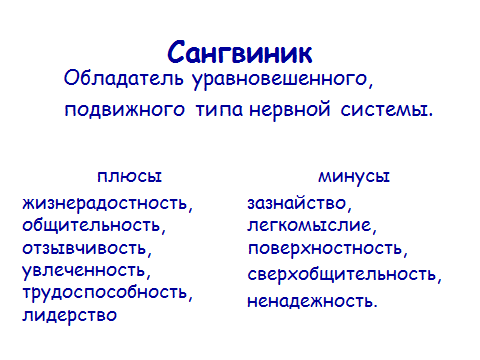 Сангвиник
Обладатель уравновешенного,
подвижного типа нервной системы.
плюсы
жизнерадостность,
общительность,
отзывчивость,
увлеченность,
трудоспособность,
лидерство
минусы
зазнайство,
легкомыслие,
поверхностность,
сверхобщительность,
ненадежность.